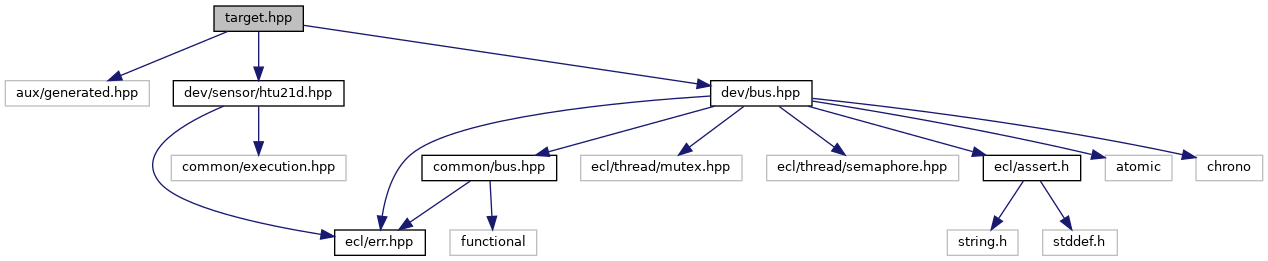 target.hpp
aux/generated.hpp
dev/sensor/htu21d.hpp
dev/bus.hpp
common/execution.hpp
common/bus.hpp
ecl/thread/mutex.hpp
ecl/thread/semaphore.hpp
ecl/assert.h
atomic
chrono
ecl/err.hpp
functional
string.h
stddef.h